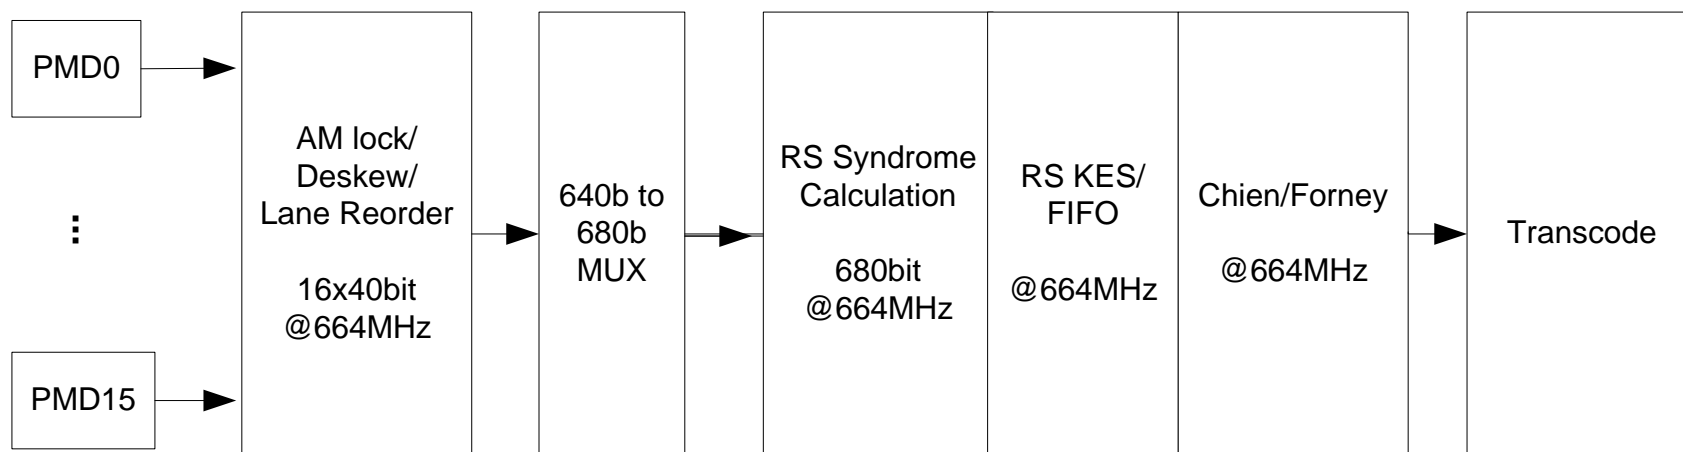 PMD0
⋮
PMD15
AM lock/
Deskew/
Lane Reorder
16x40bit
@664MHz
640b to
680b
MUX
RS Syndrome
Calculation
680bit
@664MHz
RS KES/
FIFO
@664MHz
Chien/Forney
@664MHz
Transcode